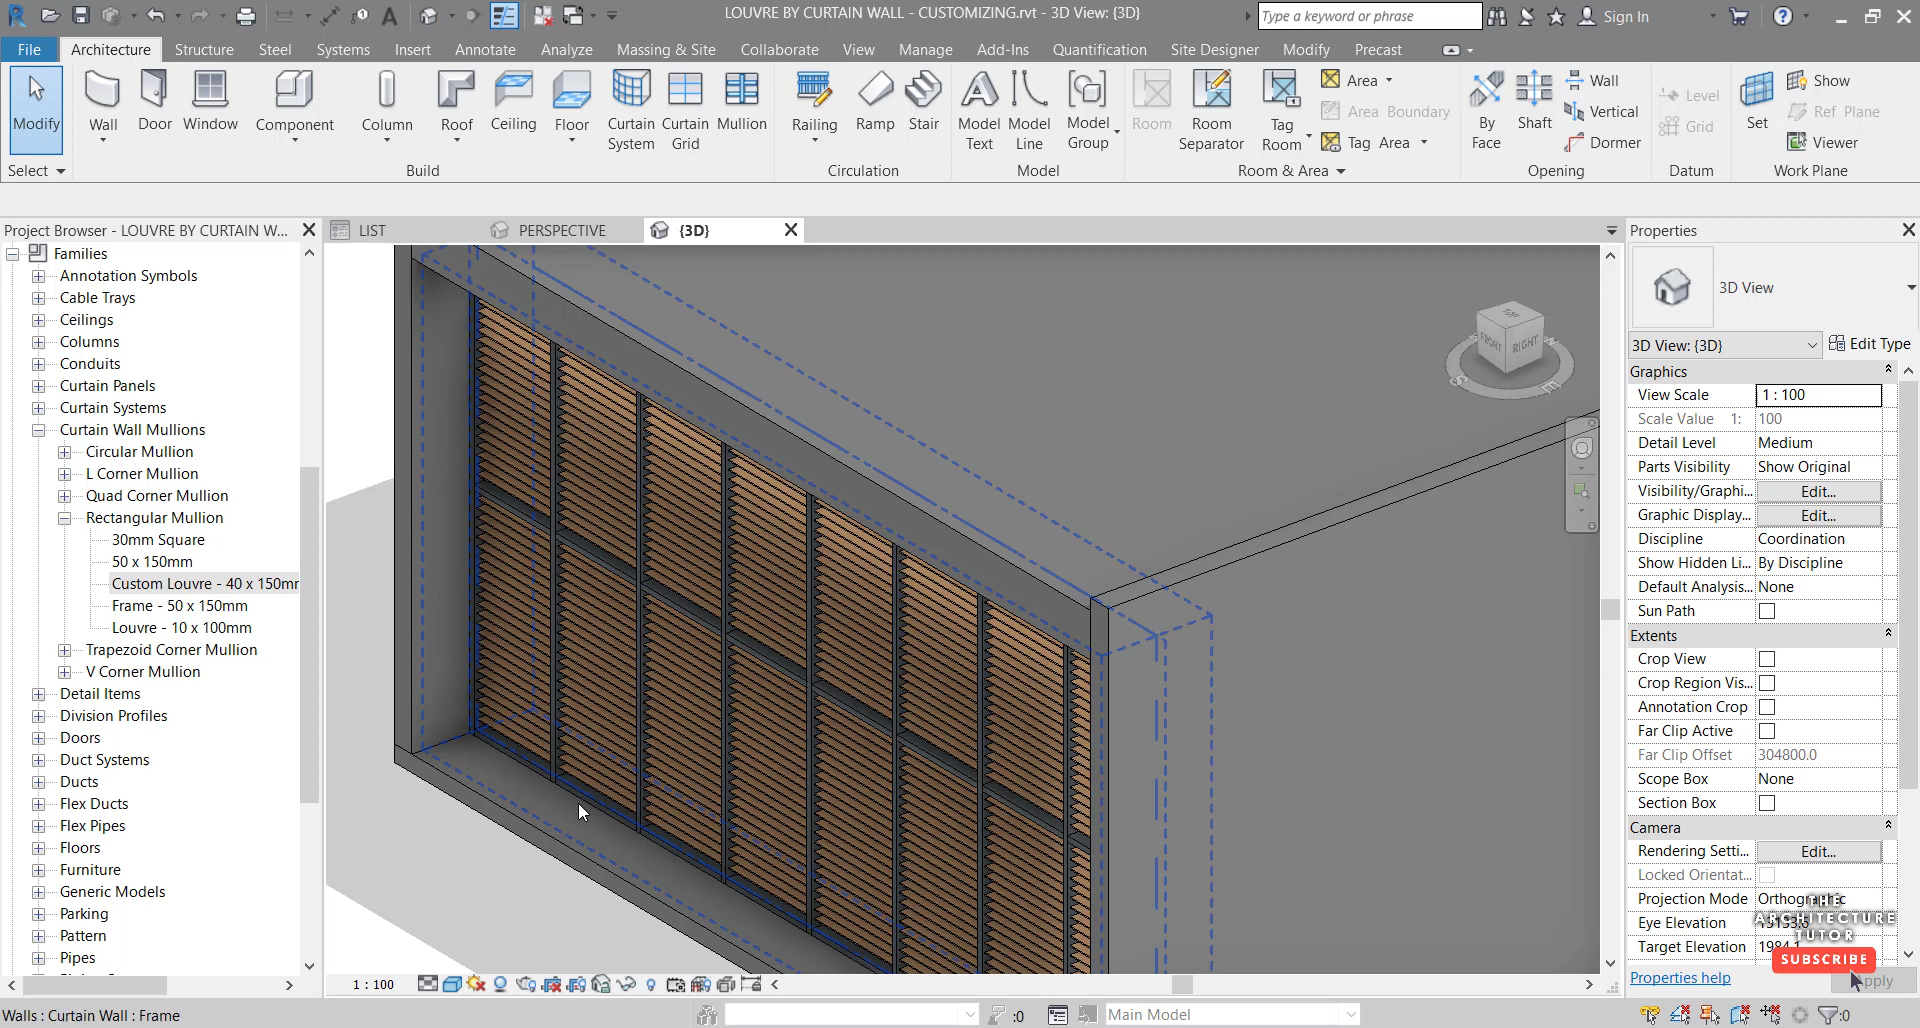 LOUVRE BY CURTAIN WALL - CUSTOMIZING.rvt - 3D View: {3D}
Type a keyword or phrase
Sign In
File Architecture Structure Steel Systems Insert Annotate Analyze Massing & Site Collaborate View Manage Add-Ins Quantification Site Designer Modify Precast
Modify
Wall
Door
Window
Component
Column
Roof
Ceiling
Floor
Curtain System
Curtain Grid
Mullion
Railing
Ramp
Stair
Model Text
Model Line
Model Group
Room
Room Separator
Tag Room
Area
Area Boundary
Tag Area
By Face
Shaft
Wall
Vertical
Dormer
Level
Grid
Set
Show
Ref Plane
Viewer
Select
Build
Circulation
Model
Room & Area
Opening
Datum
Work Plane
Project Browser - LOUVRE BY CURTAIN W...
Families
Annotation Symbols
Cable Trays
Ceilings
Columns
Conduits
Curtain Panels
Curtain Systems
Curtain Wall Mullions
Circular Mullion
L Corner Mullion
Quad Corner Mullion
Rectangular Mullion
30mm Square
50 x 150mm
Custom Louvre - 40 x 150mm
Frame - 50 x 150mm
Louvre - 10 x 100mm
Trapezoid Corner Mullion
V Corner Mullion
Detail Items
Division Profiles
Doors
Duct Systems
Ducts
Flex Ducts
Flex Pipes
Floors
Furniture
Generic Models
Parking
Pattern
Pipes
LIST
PERSPECTIVE
{3D}
TOP
FRONT
RIGHT
1 : 100
Properties
3D View
3D View: {3D}
Edit Type
Graphics
View Scale 1 : 100
Scale Value 1: 100
Detail Level Medium
Parts Visibility Show Original
Visibility/Graphi... Edit...
Graphic Display... Edit...
Discipline Coordination
Show Hidden Li... By Discipline
Default Analysis... None
Sun Path
Extents
Crop View
Crop Region Vis...
Annotation Crop
Far Clip Active
Far Clip Offset 304800.0
Scope Box None
Section Box
Camera
Rendering Setti... Edit...
Locked Orientat...
Projection Mode Orthographic
Eye Elevation
Target Elevation 1984.1
THE
ARCHITECTURE
TUTOR
SUBSCRIBE
Properties help
Apply
Walls : Curtain Wall : Frame
:0
Main Model
:0